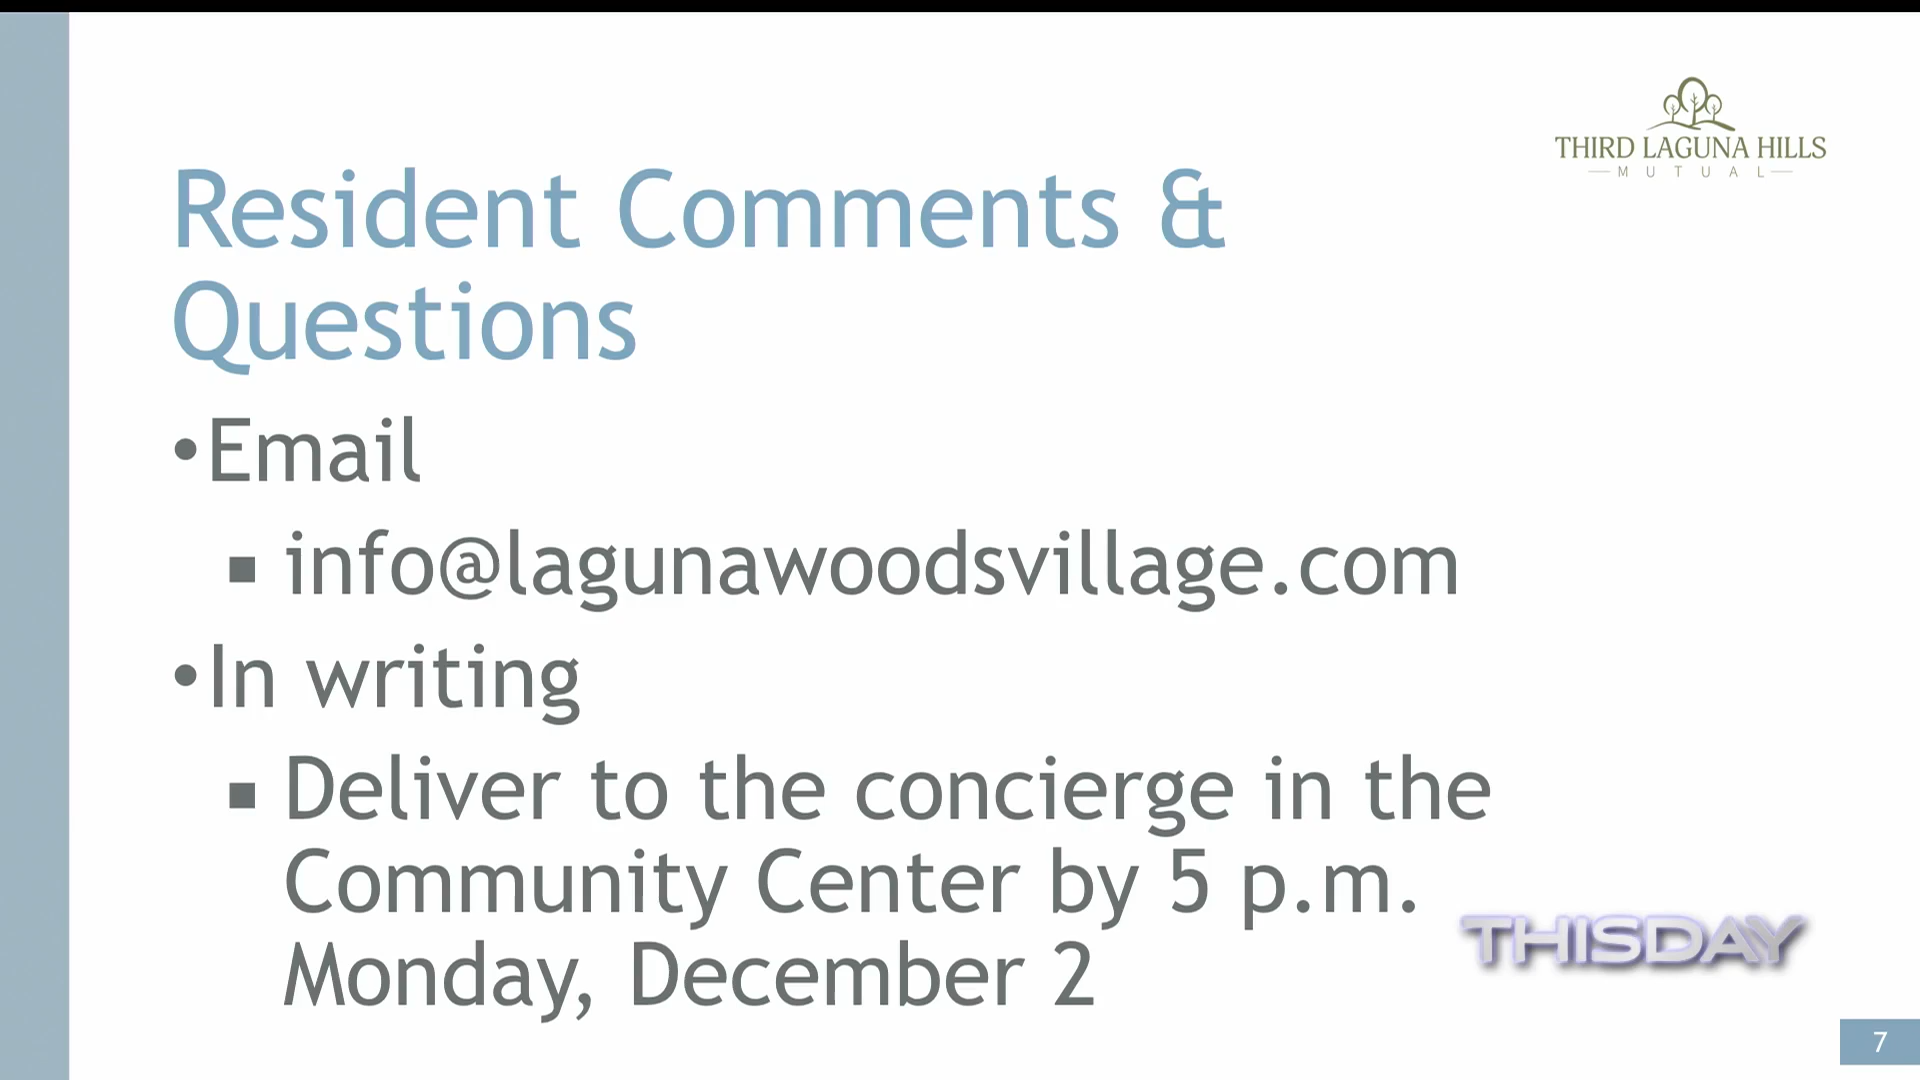 THIRD LAGUNA HILLS
MUTUAL
Resident Comments &
Questions
•Email
▪ info@lagunawoodsvillage.com
•In writing
▪ Deliver to the concierge in the
Community Center by 5 p.m.
Monday, December 2
THISDAY
7